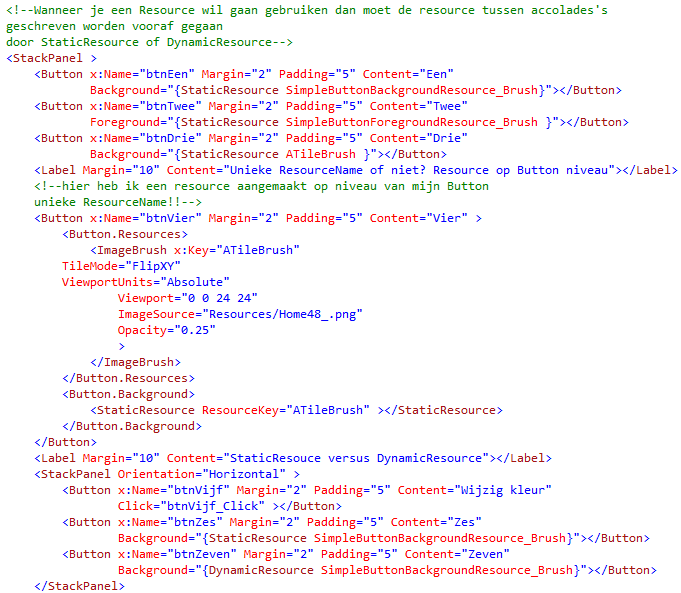 <!--Wanneer je een Resource wil gaan gebruiken dan moet de resource tussen accolades's
geschreven worden vooraf gegaan
door StaticResource of DynamicResource-->
<StackPanel >
<Button x:Name="btnEen" Margin="2" Padding="5" Content="Een"
Background="{StaticResource SimpleButtonBackgroundResource_Brush}"></Button>
<Button x:Name="btnTwee" Margin="2" Padding="5" Content="Twee"
Foreground="{StaticResource SimpleButtonForegroundResource_Brush }"></Button>
<Button x:Name="btnDrie" Margin="2" Padding="5" Content="Drie"
Background="{StaticResource ATileBrush }"></Button>
<Label Margin="10" Content="Unieke ResourceName of niet? Resource op Button niveau"></Label>
<!--hier heb ik een resource aangemaakt op niveau van mijn Button
unieke ResourceName!!-->
<Button x:Name="btnVier" Margin="2" Padding="5" Content="Vier" >
<Button.Resources>
<ImageBrush x:Key="ATileBrush"
TileMode="FlipXY"
ViewportUnits="Absolute"
Viewport="0 0 24 24"
ImageSource="Resources/Home48_.png"
Opacity="0.25"
>
</ImageBrush>
</Button.Resources>
<Button.Background>
<StaticResource ResourceKey="ATileBrush" ></StaticResource>
</Button.Background>
</Button>
<Label Margin="10" Content="StaticResouce versus DynamicResource"></Label>
<StackPanel Orientation="Horizontal" >
<Button x:Name="btnVijf" Margin="2" Padding="5" Content="Wijzig kleur"
Click="btnVijf_Click" ></Button>
<Button x:Name="btnZes" Margin="2" Padding="5" Content="Zes"
Background="{StaticResource SimpleButtonBackgroundResource_Brush}"></Button>
<Button x:Name="btnZeven" Margin="2" Padding="5" Content="Zeven"
Background="{DynamicResource SimpleButtonBackgroundResource_Brush}"></Button>
</StackPanel>